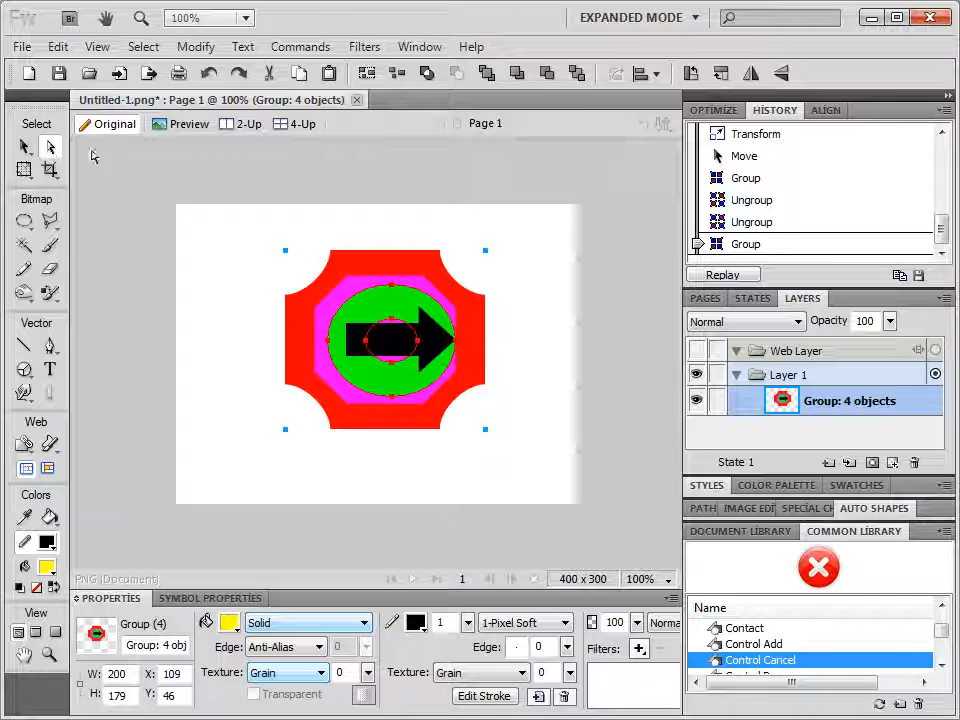 Fw Br 100% EXPANDED MODE
File Edit View Select Modify Text Commands Filters Window Help
Untitled-1.png* : Page 1 @ 100% (Group: 4 objects)
Original Preview 2-Up 4-Up Page 1
Select
Bitmap
Vector
T
Web
Colors
View
OPTIMIZE HISTORY ALIGN
Transform
Move
Group
Ungroup
Ungroup
Group
Replay
PAGES STATES LAYERS
Normal Opacity 100
Web Layer
Layer 1
Group: 4 objects
State 1
STYLES COLOR PALETTE SWATCHES
PATH IMAGE EDI SPECIAL CH AUTO SHAPES
DOCUMENT LIBRARY COMMON LIBRARY
Name
Contact
Control Add
Control Cancel
PNG (Document) 1 400 x 300 100%
PROPERTIES SYMBOL PROPERTIES
Group (4) Solid 1 1-Pixel Soft 100 Norma
Group: 4 obj Edge: Anti-Alias 0 Edge: 0 Filters:
W: 200 X: 109 Texture: Grain 0 Texture: Grain 0
H: 179 Y: 46 Transparent Edit Stroke